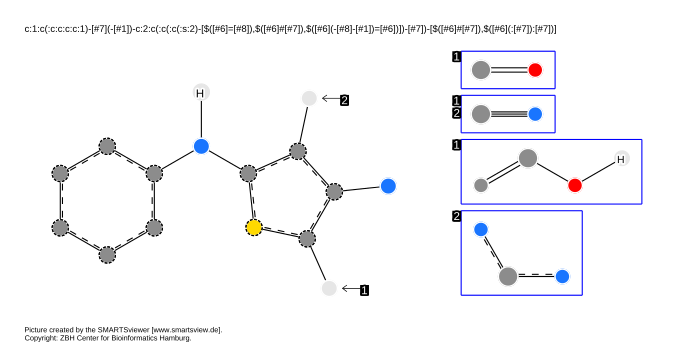 c:1:c(:c:c:c:c:1)-[#7](-[#1])-c:2:c(:c(:c(:s:2)-[$([#6]=[#8]),$([#6]#[#7]),$([#6](-[#8]-[#1])=[#6])])-[#7])-[$([#6]#[#7]),$([#6](:[#7]):[#7])]
1
H
2
1
2
1
H
2
1
Picture created by the SMARTSviewer [www.smartsview.de].
Copyright: ZBH Center for Bioinformatics Hamburg.